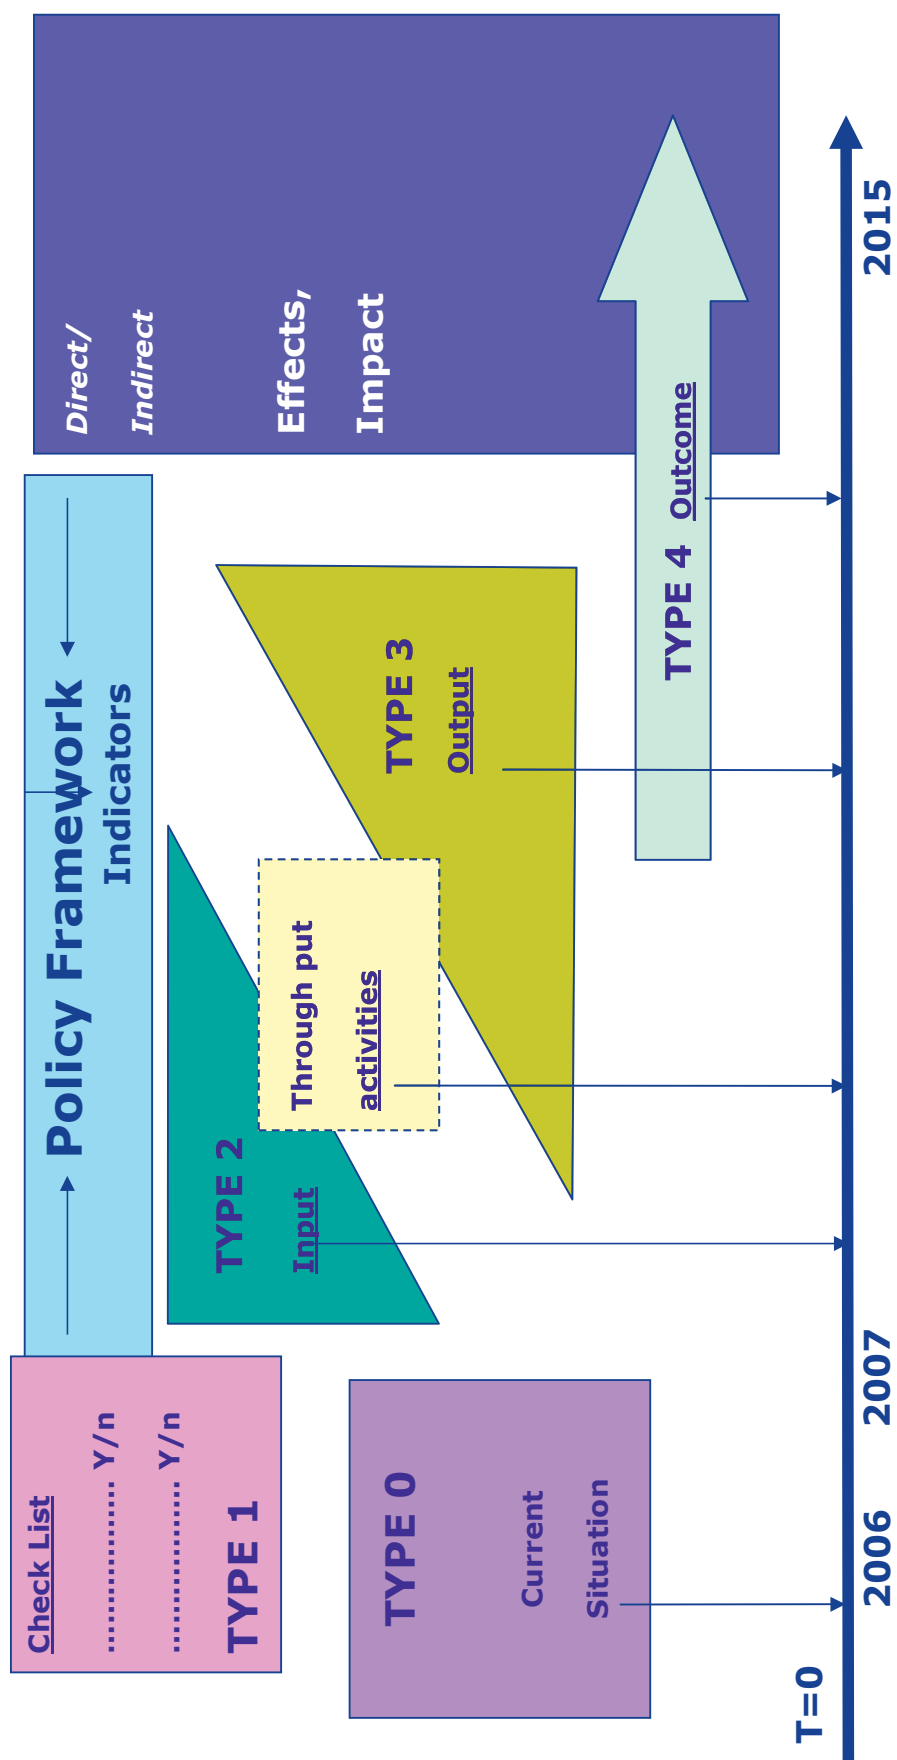 Check List
.................... Y/n
.................... Y/n
TYPE 1
Policy Framework
Indicators
Direct/
Indirect
Effects,
Impact
TYPE 2
Input
Through put
activities
TYPE 3
Output
TYPE 4 Outcome
TYPE 0
Current
Situation
T=0
2006
2007
2015